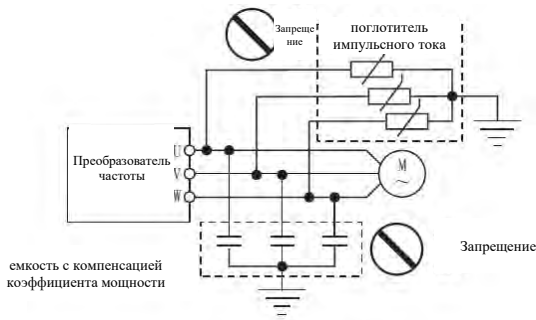 Запреще
ние
поглотитель
импульсного тока
Преобразователь
частоты
U
V
W
M
~
Запрещение
емкость с компенсацией
коэффициента мощности